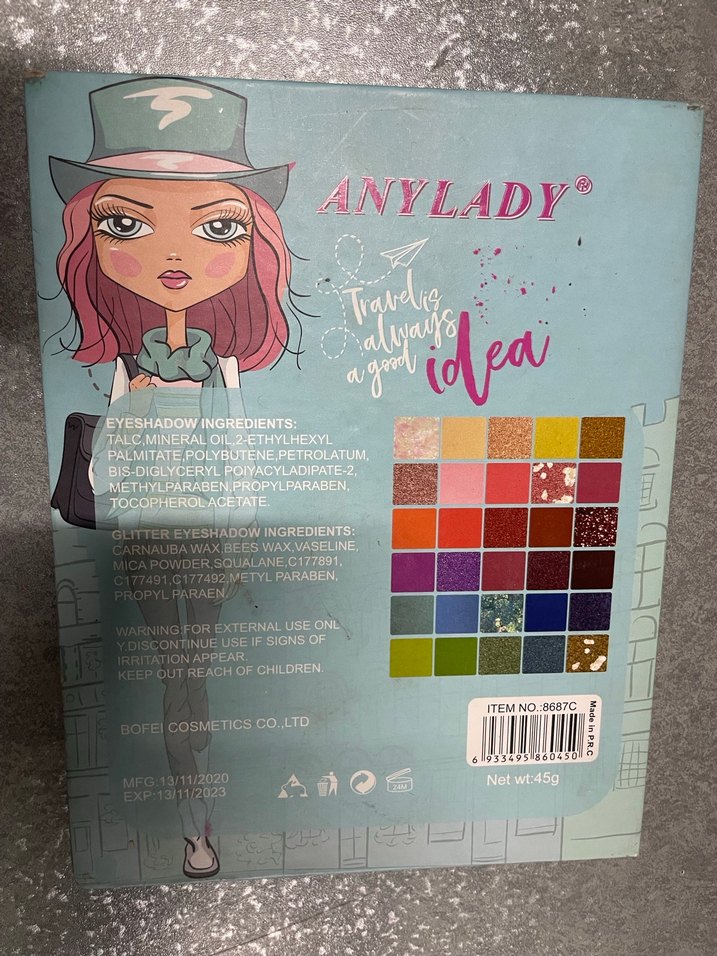 ANYLADY®
Travel is
always
a good
idea
EYESHADOW INGREDIENTS:
TALC,MINERAL OIL,2-ETHYLHEXYL
PALMITATE,POLYBUTENE,PETROLATUM,
BIS-DIGLYCERYL POIYACYLADIPATE-2,
METHYLPARABEN,PROPYLPARABEN,
TOCOPHEROL ACETATE.
GLITTER EYESHADOW INGREDIENTS:
CARNAUBA WAX,BEES WAX,VASELINE,
MICA POWDER,SQUALANE,C177891,
C177491,C177492,METYL PARABEN,
PROPYL PARAEN,
WARNING:FOR EXTERNAL USE ONL
Y,DISCONTINUE USE IF SIGNS OF
IRRITATION APPEAR.
KEEP OUT REACH OF CHILDREN.
BOFEI COSMETICS CO.,LTD
MFG:13/11/2020
EXP:13/11/2023
24M
ITEM NO.:8687C
6 933495 860450
Made in P.R.C
Net wt:45g